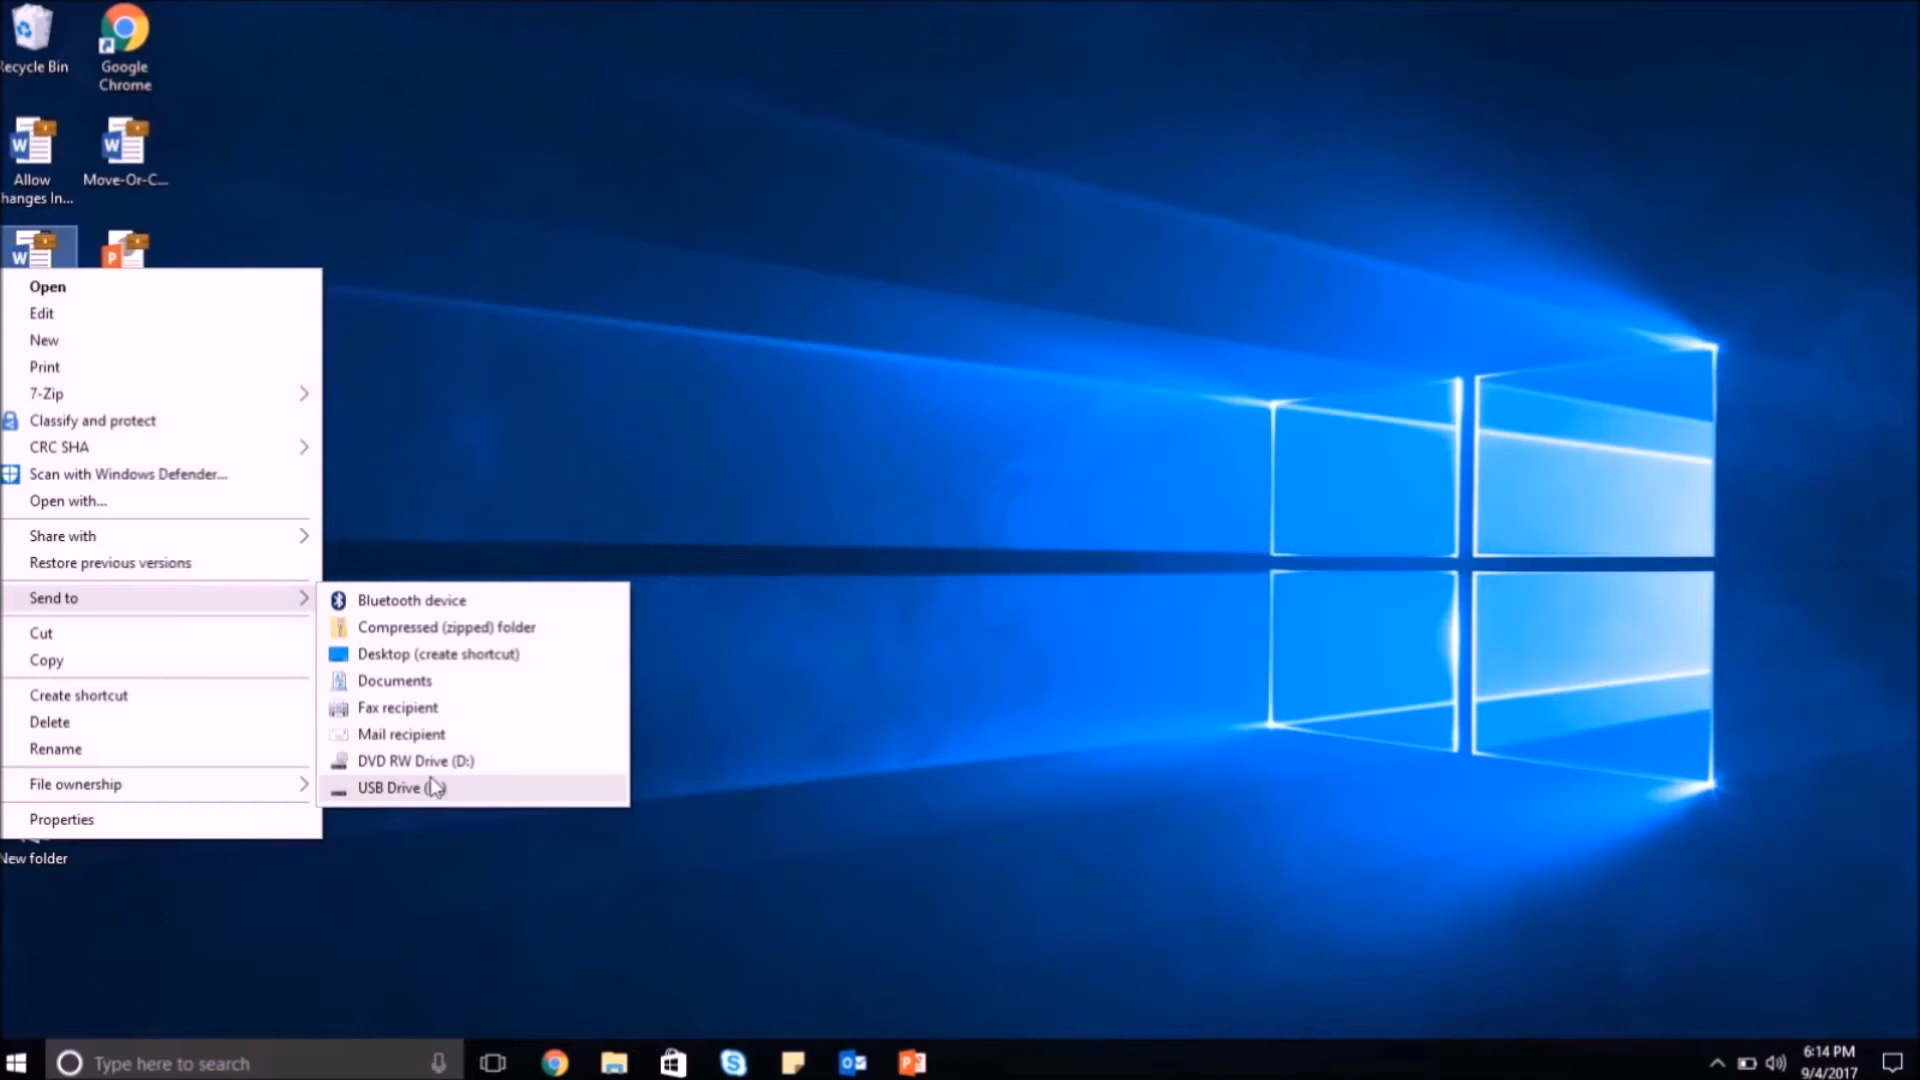 Recycle Bin
Google
Chrome
Allow
hanges In...
Move-Or-C...
Open
Edit
New
Print
7-Zip
Classify and protect
CRC SHA
Scan with Windows Defender...
Open with...
Share with
Restore previous versions
Send to
Cut
Copy
Create shortcut
Delete
Rename
File ownership
Properties
Bluetooth device
Compressed (zipped) folder
Desktop (create shortcut)
Documents
Fax recipient
Mail recipient
DVD RW Drive (D:)
USB Drive
New folder
Type here to search
6:14 PM
9/4/2017